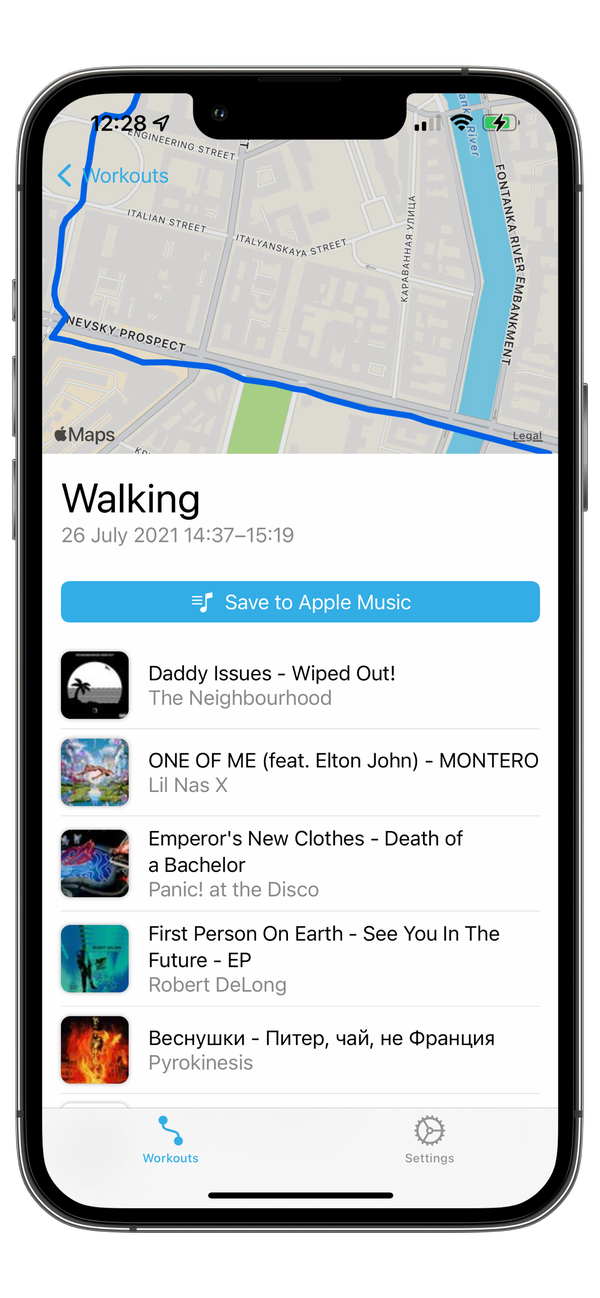 12:28
ENGINEERING STREET
Workouts
ITALIAN STREET
ITALYANSKAYA STREET
КАРАВАННАЯ УЛИЦА
River
FONTANKA RIVER EMBANKMENT
NEVSKY PROSPECT
Maps
Legal
Walking
26 July 2021 14:37–15:19
Save to Apple Music
Daddy Issues - Wiped Out!
The Neighbourhood
ONE OF ME (feat. Elton John) - MONTERO
Lil Nas X
Emperor's New Clothes - Death of
a Bachelor
Panic! at the Disco
First Person On Earth - See You In The
Future - EP
Robert DeLong
Веснушки - Питер, чай, не Франция
Pyrokinesis
Workouts
Settings